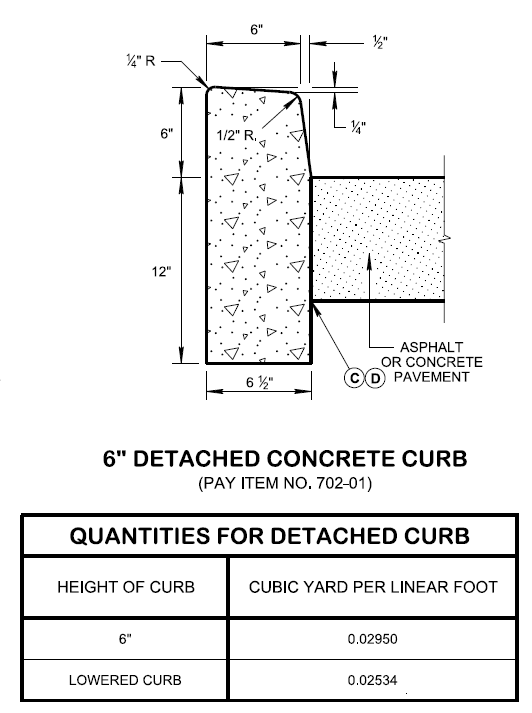 6"
½"
¼" R
6"
1/2" R.
¼"
12"
ASPHALT
OR CONCRETE
PAVEMENT
C D
6 ½"
6" DETACHED CONCRETE CURB
(PAY ITEM NO. 702-01)
QUANTITIES FOR DETACHED CURB
HEIGHT OF CURB CUBIC YARD PER LINEAR FOOT
6" 0.02950
LOWERED CURB 0.02534